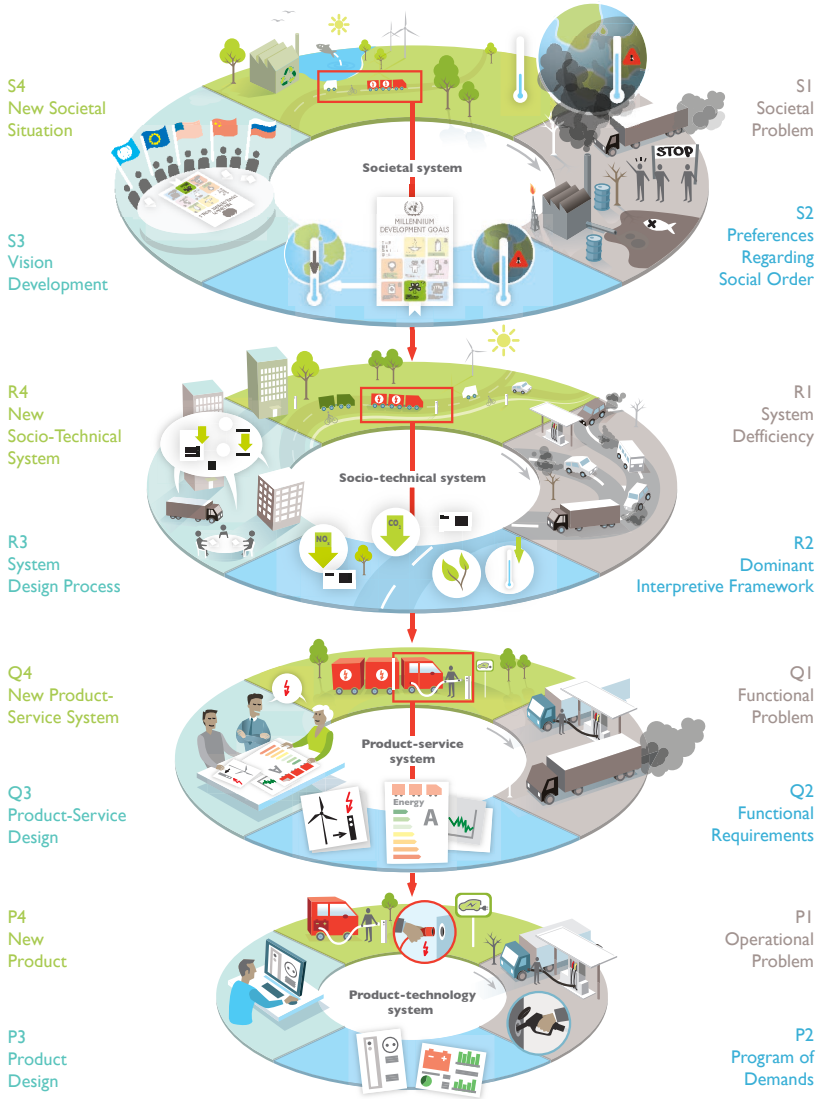 S4
New Societal
Situation
S1
Societal
Problem
STOP
Societal system
MILLENNIUM
DEVELOPMENT GOALS
S3
Vision
Development
S2
Preferences
Regarding
Social Order
R4
New
Socio-Technical
System
R1
System
Defficiency
Socio-technical system
NO2
CO2
R3
System
Design Process
R2
Dominant
Interpretive Framework
Q4
New Product-
Service System
Q1
Functional
Problem
Product-service
system
Energy
A
A
Q3
Product-Service
Design
Q2
Functional
Requirements
P4
New
Product
P1
Operational
Problem
Product-technology
system
P3
Product
Design
P2
Program of
Demands